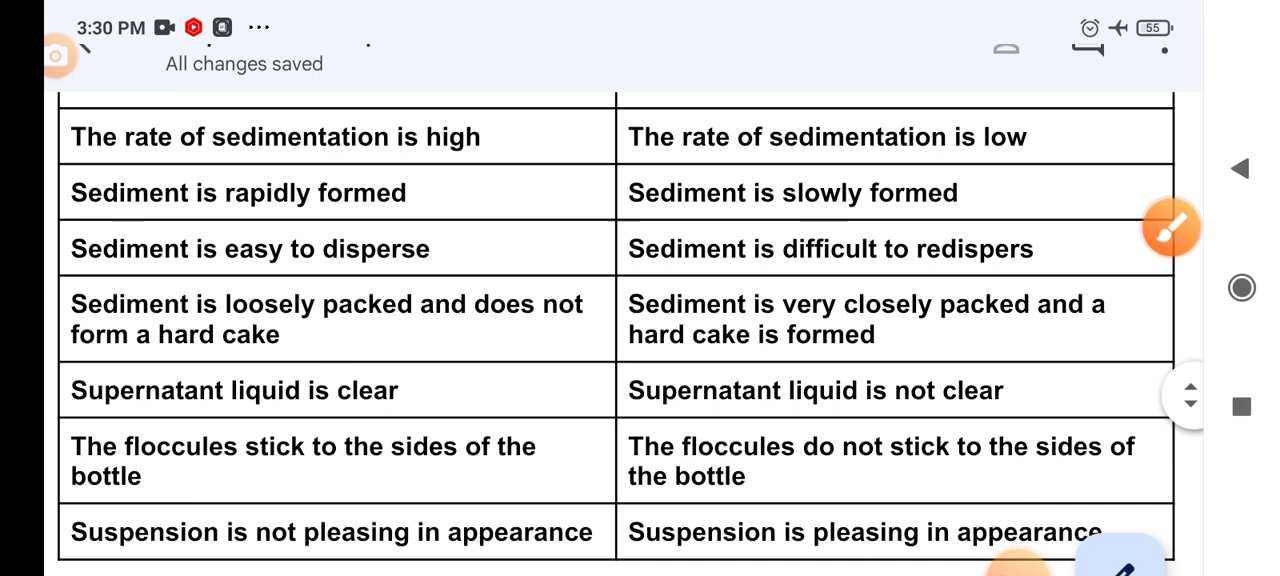 3:30 PM
55
All changes saved
The rate of sedimentation is high
The rate of sedimentation is low
Sediment is rapidly formed
Sediment is slowly formed
Sediment is easy to disperse
Sediment is difficult to redispers
Sediment is loosely packed and does not
form a hard cake
Sediment is very closely packed and a
hard cake is formed
Supernatant liquid is clear
Supernatant liquid is not clear
The floccules stick to the sides of the
bottle
The floccules do not stick to the sides of
the bottle
Suspension is not pleasing in appearance
Suspension is pleasing in appearance